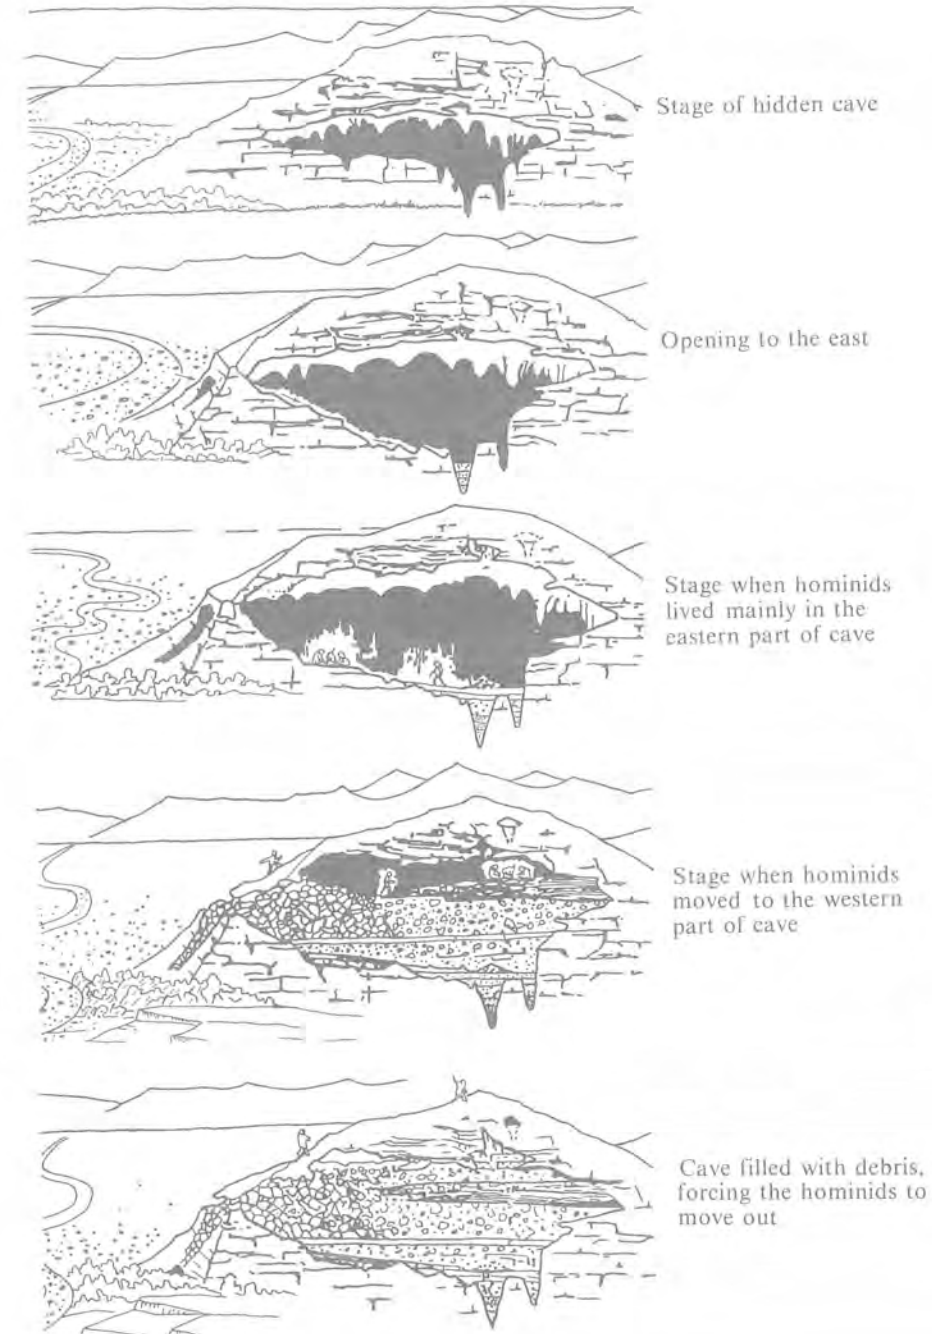 Stage of hidden cave
Opening to the east
Stage when hominids
lived mainly in the
eastern part of cave
Stage when hominids
moved to the western
part of cave
Cave filled with debris,
forcing the hominids to
move out